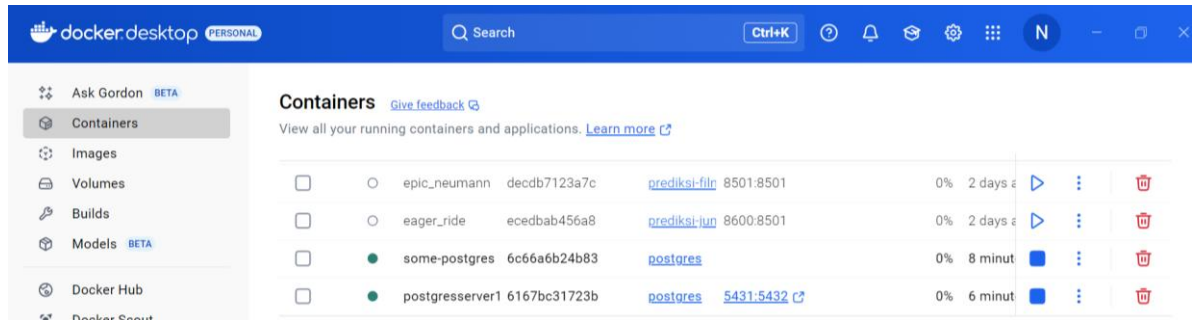 docker.desktop PERSONAL Search Ctrl+K N
Ask Gordon BETA
Containers
Images
Volumes
Builds
Models BETA
Docker Hub
Docker Scout
Containers Give feedback
View all your running containers and applications. Learn more
epic_neumann decdb7123a7c prediksi-film 8501:8501 0% 2 days a
eager_ride ecedbab456a8 prediksi-jun 8600:8501 0% 2 days a
some-postgres 6c66a6b24b83 postgres 0% 8 minut
postgresserver1 6167bc31723b postgres 5431:5432 0% 6 minut